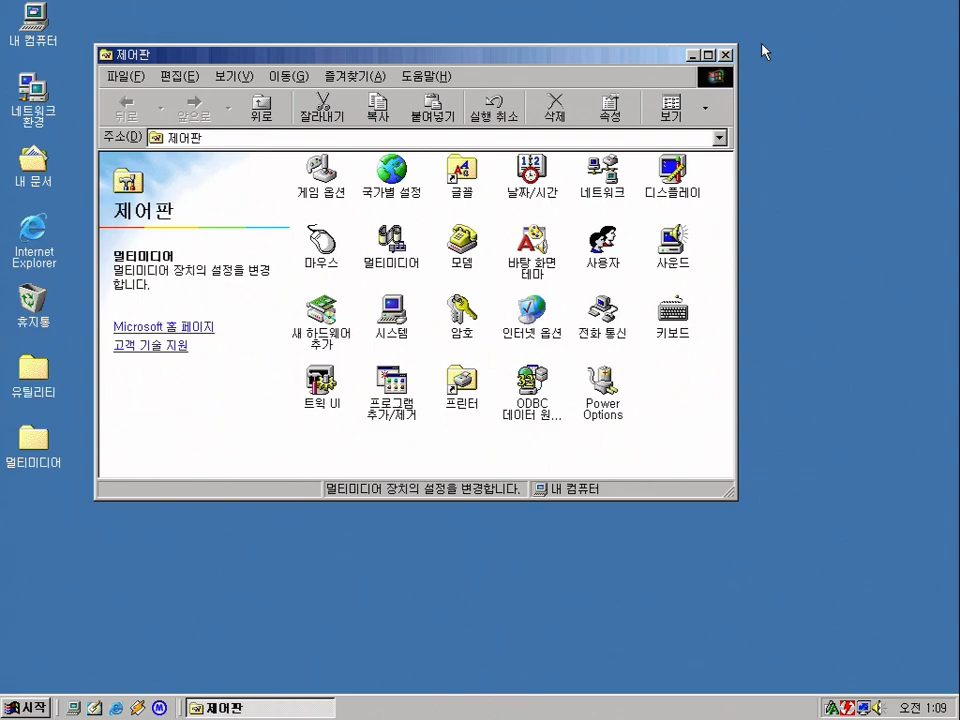 내 컴퓨터
네트워크
환경
내 문서
Internet
Explorer
휴지통
유틸리티
멀티미디어
제어판
파일(F) 편집(E) 보기(V) 이동(G) 즐겨찾기(A) 도움말(H)
뒤로 앞으로 위로 잘라내기 복사 붙여넣기 실행 취소 삭제 속성 보기
주소(D) 제어판
제어판
멀티미디어
멀티미디어 장치의 설정을 변경
합니다.
Microsoft 홈 페이지
고객 기술 지원
게임 옵션 국가별 설정 글꼴 날짜/시간 네트워크 디스플레이
마우스 멀티미디어 모뎀 바탕 화면
테마 사용자 사운드
새 하드웨어
추가 시스템 암호 인터넷 옵션 전화 통신 키보드
트윅 UI 프로그램
추가/제거 프린터 ODBC
데이터 원... Power
Options
멀티미디어 장치의 설정을 변경합니다. 내 컴퓨터
시작 제어판 오전 1:09